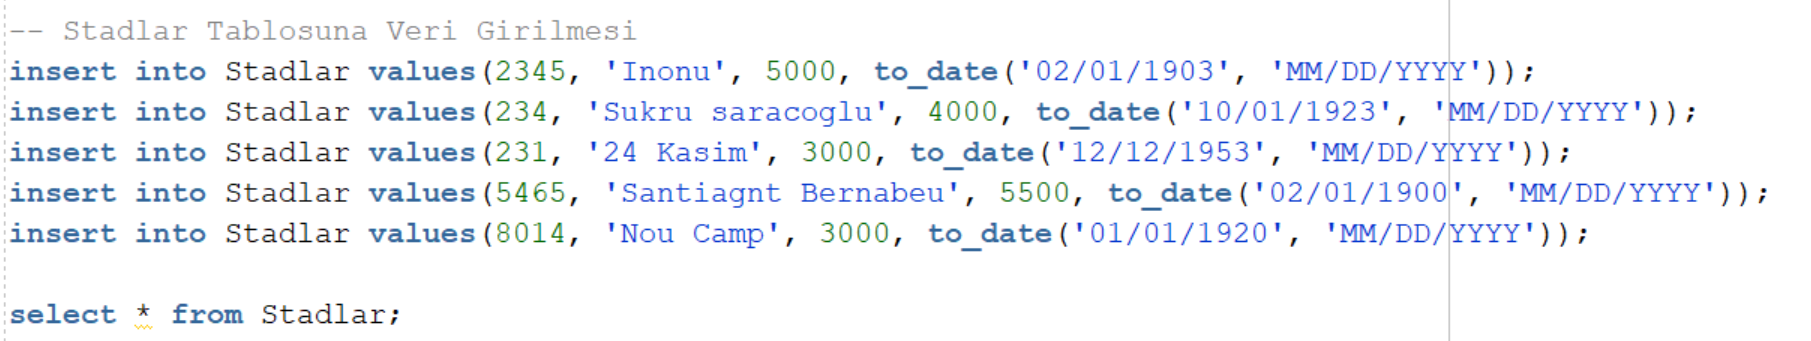 -- Stadlar Tablosuna Veri Girilmesi
insert into Stadlar values(2345, 'Inonu', 5000, to_date('02/01/1903', 'MM/DD/YYYY'));
insert into Stadlar values(234, 'Sukru saracoglu', 4000, to_date('10/01/1923', 'MM/DD/YYYY'));
insert into Stadlar values(231, '24 Kasim', 3000, to_date('12/12/1953', 'MM/DD/YYYY'));
insert into Stadlar values(5465, 'Santiagnt Bernabeu', 5500, to_date('02/01/1900', 'MM/DD/YYYY'));
insert into Stadlar values(8014, 'Nou Camp', 3000, to_date('01/01/1920', 'MM/DD/YYYY'));
select * from Stadlar;